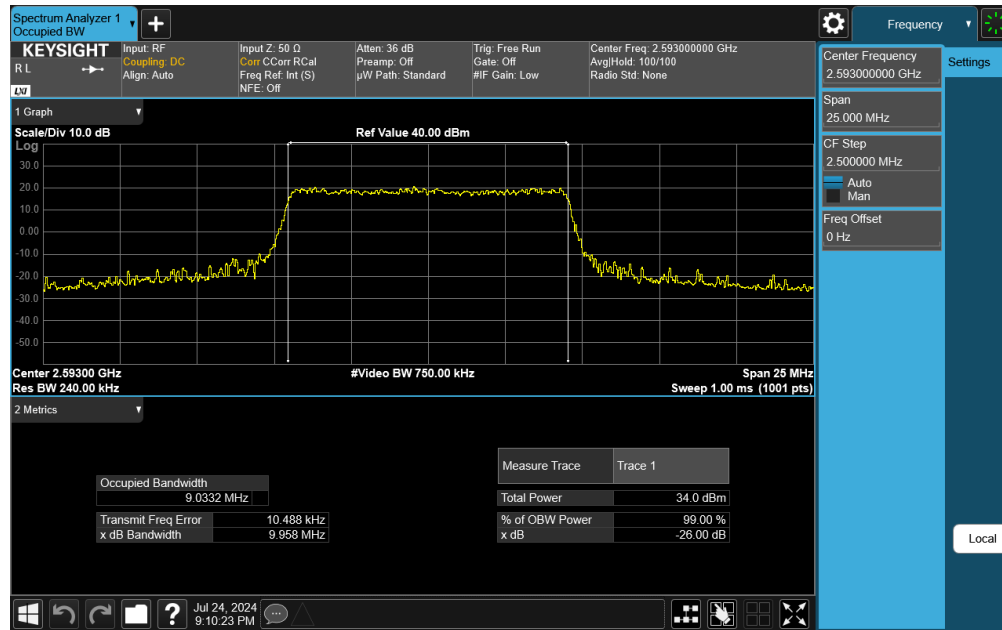 Spectrum Analyzer 1
Occupied BW
+
Frequency
KEYSIGHT
R L
LXI
Input: RF
Coupling: DC
Align: Auto
Input Z: 50 Ω
Corr CCorr RCal
Freq Ref: Int (S)
NFE: Off
Atten: 36 dB
Preamp: Off
µW Path: Standard
Trig: Free Run
Gate: Off
#IF Gain: Low
Center Freq: 2.593000000 GHz
Avg|Hold: 100/100
Radio Std: None
Center Frequency
2.593000000 GHz
Settings
Span
25.000 MHz
CF Step
2.500000 MHz
Auto
Man
Freq Offset
0 Hz
Local
1 Graph
Scale/Div 10.0 dB
Ref Value 40.00 dBm
Log
30.0
20.0
10.0
0.00
-10.0
-20.0
-30.0
-40.0
-50.0
Center 2.59300 GHz
#Video BW 750.00 kHz
Span 25 MHz
Res BW 240.00 kHz
Sweep 1.00 ms (1001 pts)
2 Metrics
Measure Trace
Trace 1
Occupied Bandwidth
9.0332 MHz
Total Power
34.0 dBm
Transmit Freq Error
10.488 kHz
% of OBW Power
99.00 %
x dB Bandwidth
9.958 MHz
x dB
-26.00 dB
?
Jul 24, 2024
9:10:23 PM